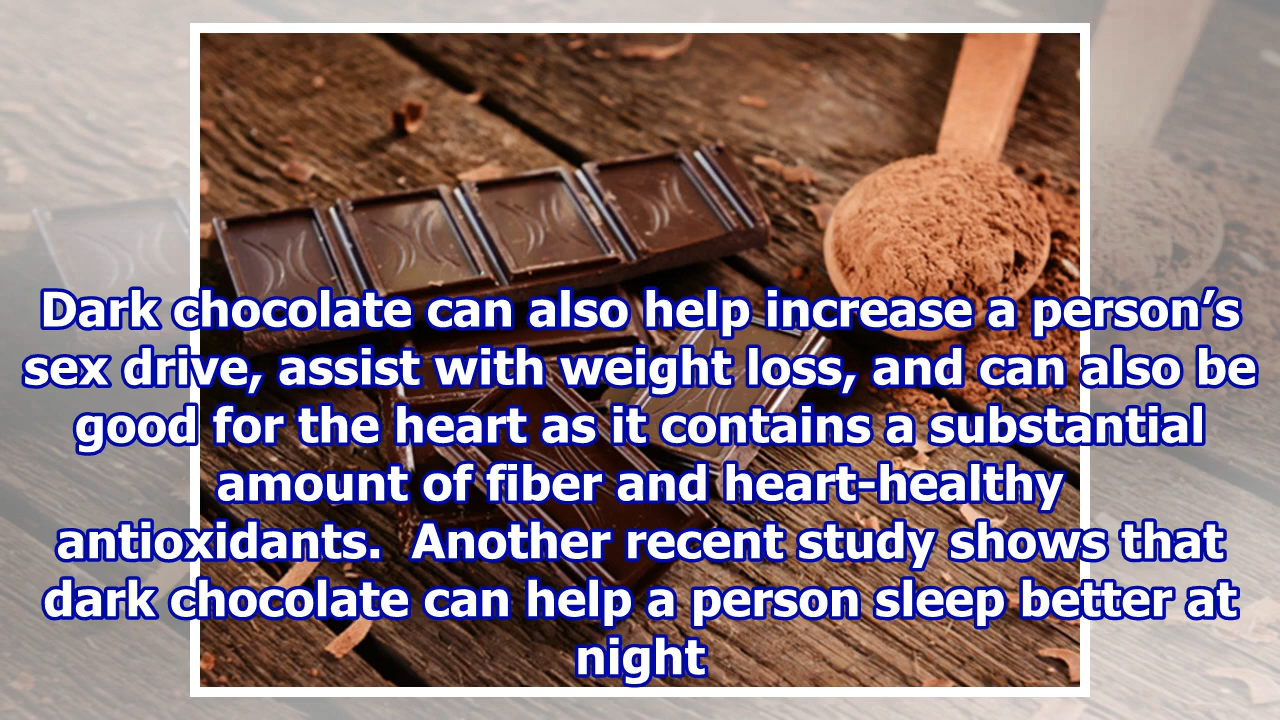 Dark chocolate can also help increase a person’s
sex drive, assist with weight loss, and can also be
good for the heart as it contains a substantial
amount of fiber and heart-healthy
antioxidants.  Another recent study shows that
dark chocolate can help a person sleep better at
night